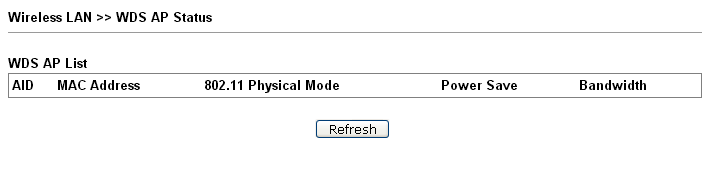 Wireless LAN >> WDS AP Status
WDS AP List
AID MAC Address 802.11 Physical Mode Power Save Bandwidth
Refresh